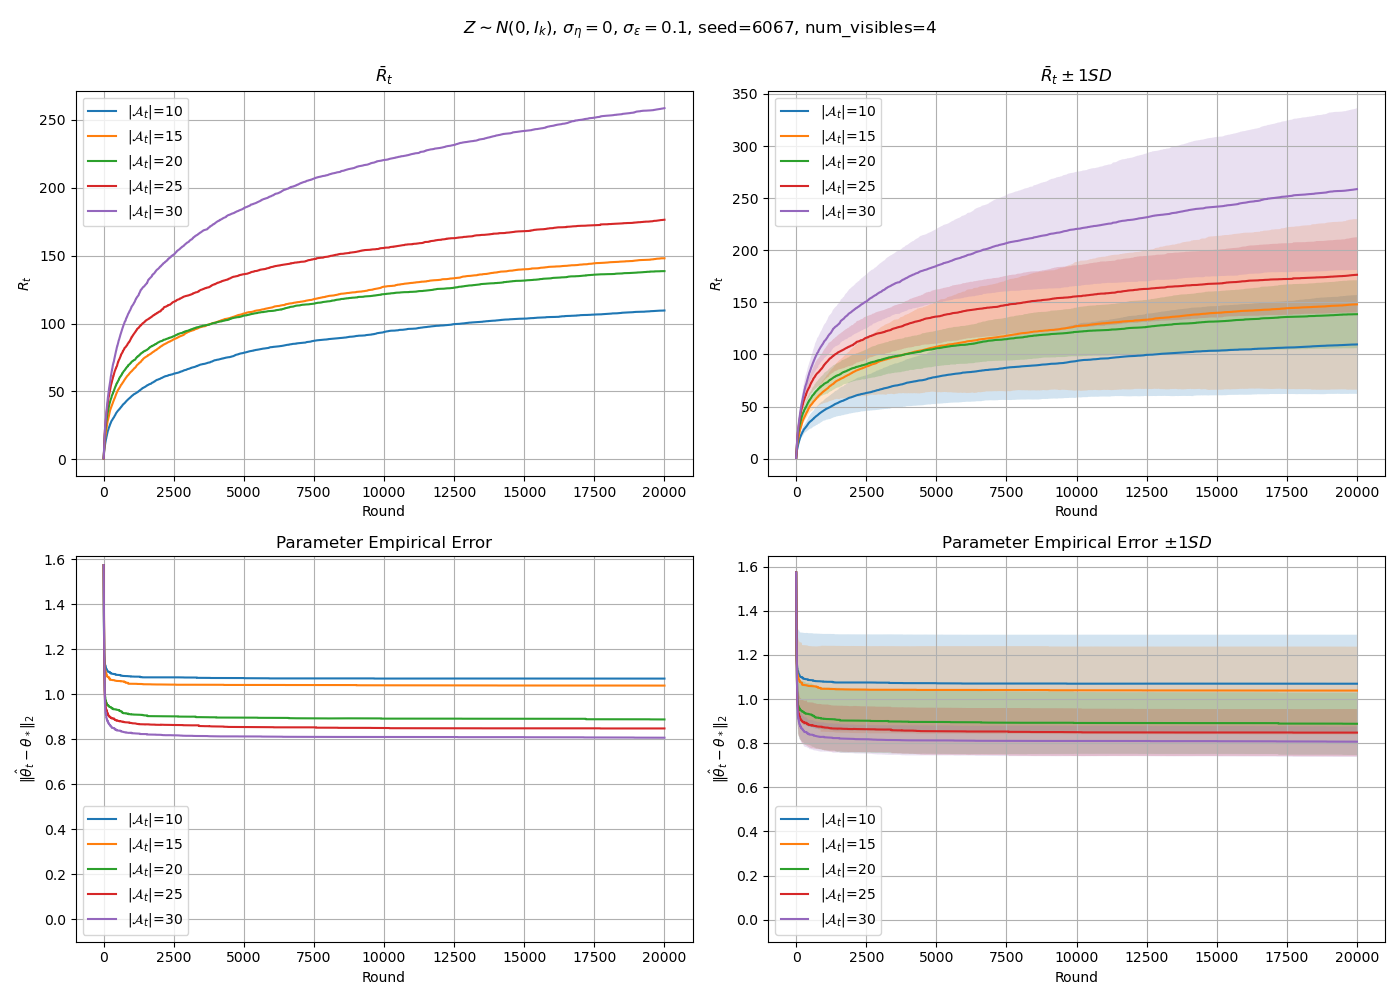 Z ∼ N(0, I_k), σ_η = 0, σ_ε = 0.1, seed=6067, num_visibles=4
R̄_t
R_t
250
200
150
100
50
0
|𝒜_t|=10
|𝒜_t|=15
|𝒜_t|=20
|𝒜_t|=25
|𝒜_t|=30
0 2500 5000 7500 10000 12500 15000 17500 20000
Round
R̄_t ± 1SD
R_t
350
300
250
200
150
100
50
0
|𝒜_t|=10
|𝒜_t|=15
|𝒜_t|=20
|𝒜_t|=25
|𝒜_t|=30
0 2500 5000 7500 10000 12500 15000 17500 20000
Round
Parameter Empirical Error
‖θ̂_t − θ_*‖_2
1.6
1.4
1.2
1.0
0.8
0.6
0.4
0.2
0.0
|𝒜_t|=10
|𝒜_t|=15
|𝒜_t|=20
|𝒜_t|=25
|𝒜_t|=30
0 2500 5000 7500 10000 12500 15000 17500 20000
Round
Parameter Empirical Error ±1SD
‖θ̂_t − θ_*‖_2
1.6
1.4
1.2
1.0
0.8
0.6
0.4
0.2
0.0
|𝒜_t|=10
|𝒜_t|=15
|𝒜_t|=20
|𝒜_t|=25
|𝒜_t|=30
0 2500 5000 7500 10000 12500 15000 17500 20000
Round